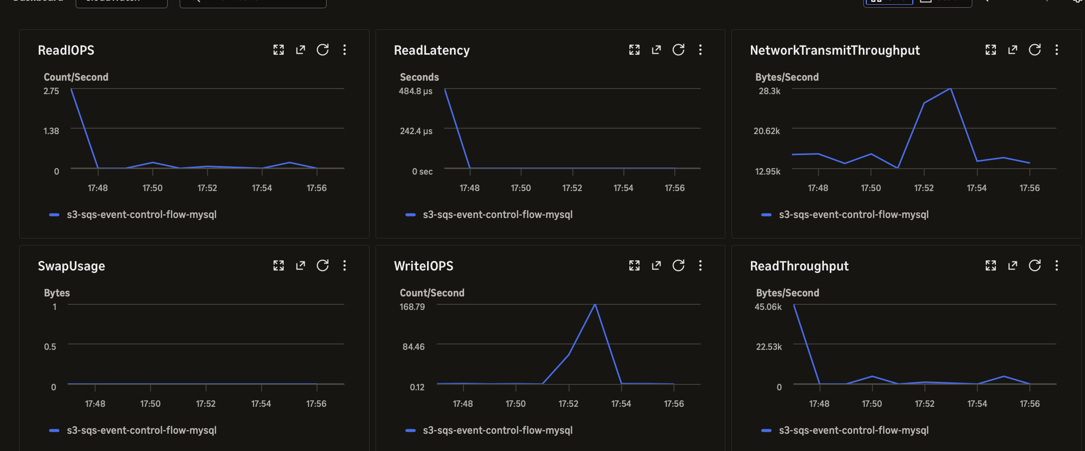 ReadIOPS
Count/Second
2.75
1.38
0
17:48 17:50 17:52 17:54 17:56
s3-sqs-event-control-flow-mysql
ReadLatency
Seconds
484.8 µs
242.4 µs
0 sec
17:48 17:50 17:52 17:54 17:56
s3-sqs-event-control-flow-mysql
NetworkTransmitThroughput
Bytes/Second
28.3k
20.62k
12.95k
17:48 17:50 17:52 17:54 17:56
s3-sqs-event-control-flow-mysql
SwapUsage
Bytes
1
0.5
0
17:48 17:50 17:52 17:54 17:56
s3-sqs-event-control-flow-mysql
WriteIOPS
Count/Second
168.79
84.46
0.12
17:48 17:50 17:52 17:54 17:56
s3-sqs-event-control-flow-mysql
ReadThroughput
Bytes/Second
45.06k
22.53k
0
17:48 17:50 17:52 17:54 17:56
s3-sqs-event-control-flow-mysql